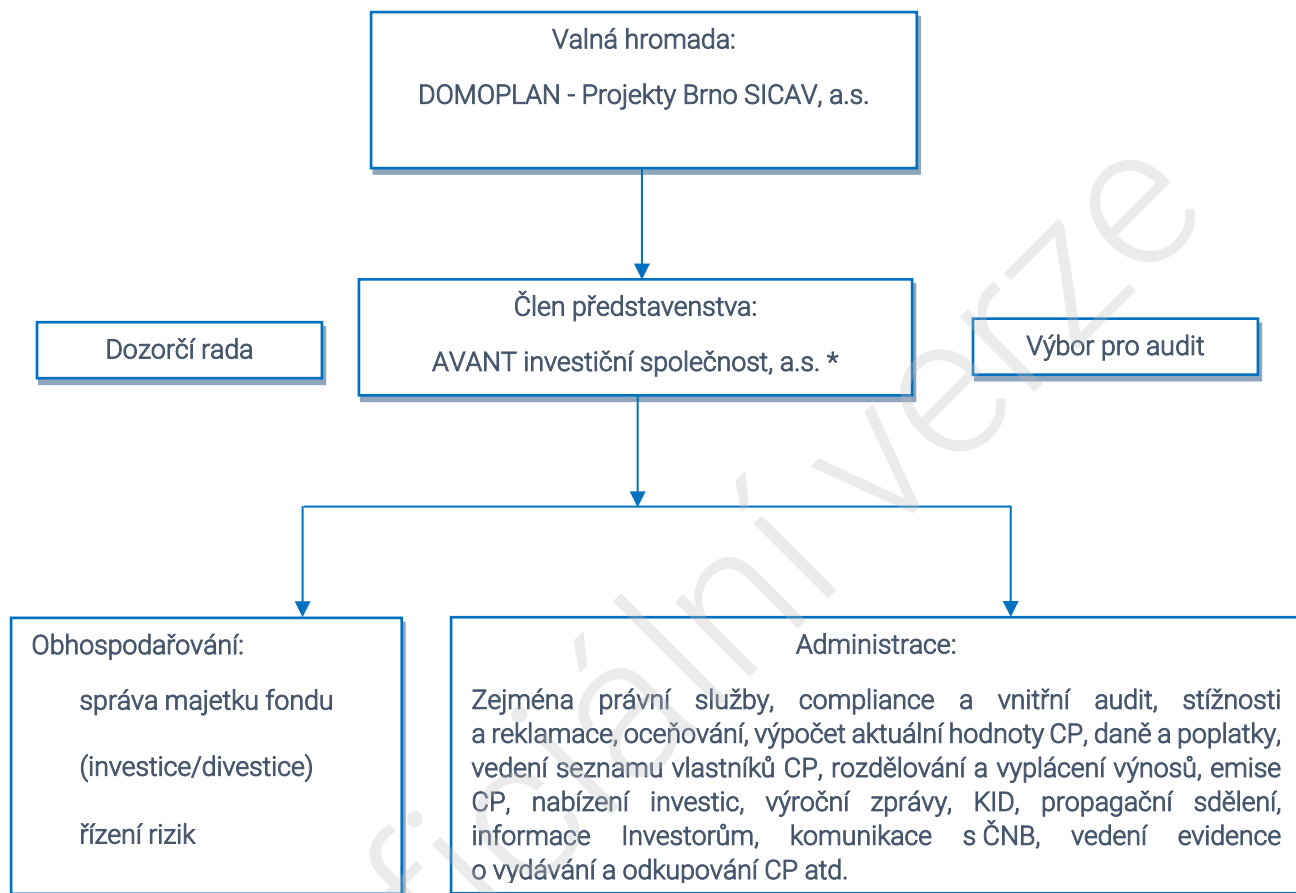 Valná hromada:
DOMOPLAN - Projekty Brno SICAV, a.s.
Člen představenstva:
AVANT investiční společnost, a.s. *
Dozorčí rada
Výbor pro audit
Obhospodařování:
správa majetku fondu
(investice/divestice)
řízení rizik
Administrace:
Zejména právní služby, compliance a vnitřní audit, stížnosti
a reklamace, oceňování, výpočet aktuální hodnoty CP, daně a poplatky,
vedení seznamu vlastníků CP, rozdělování a vyplácení výnosů, emise
CP, nabízení investic, výroční zprávy, KID, propagační sdělení,
informace Investorům, komunikace s ČNB, vedení evidence
o vydávání a odkupování CP atd.
ficiální verze